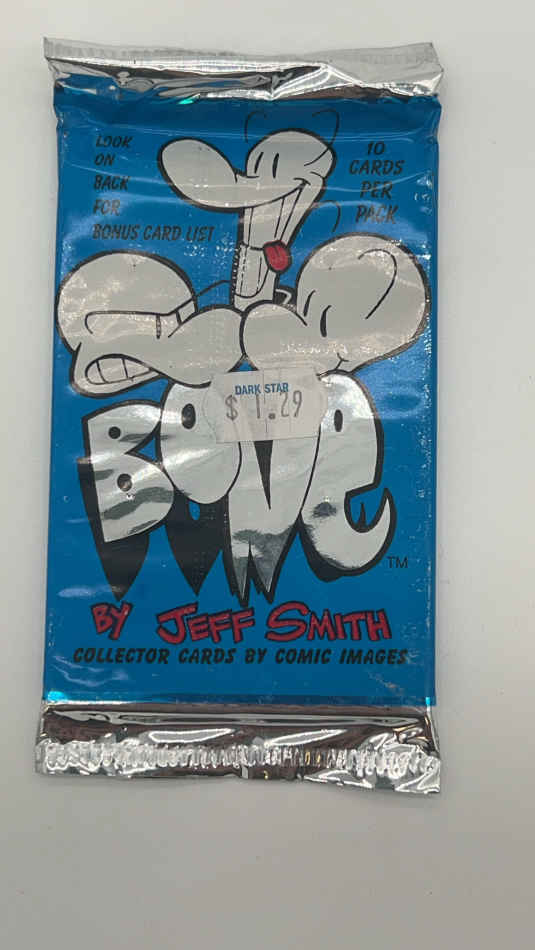 LOOK
ON
BACK
FOR
BONUS CARD LIST
10
CARDS
PER
PACK
DARK STAR
$ 1.29
BONE
TM
BY JEFF SMITH
COLLECTOR CARDS BY COMIC IMAGES